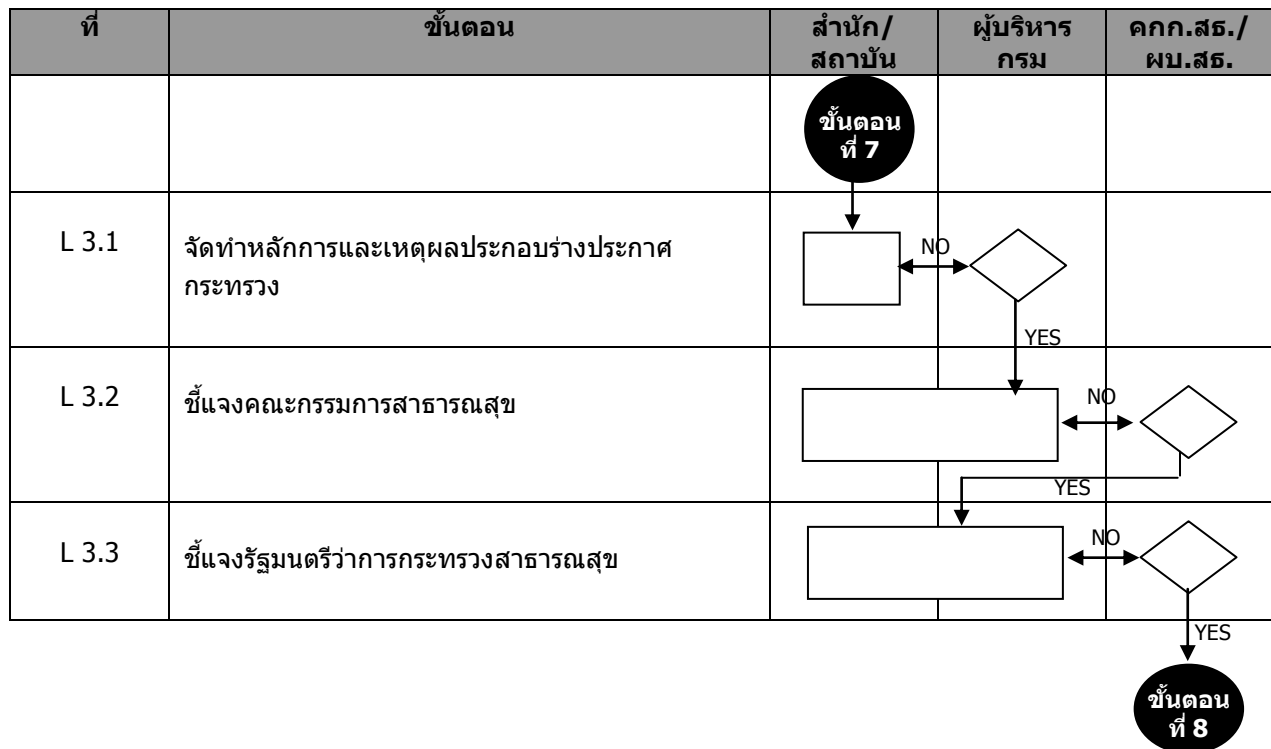 ที่
ขั้นตอน
สำนัก/
สถาบัน
ผู้บริหาร
กรม
คกก.สธ./
ผบ.สธ.
ขั้นตอน
ที่ 7
L 3.1
จัดทำหลักการและเหตุผลประกอบร่างประกาศ
กระทรวง
NO
YES
L 3.2
ชี้แจงคณะกรรมการสาธารณสุข
NO
YES
L 3.3
ชี้แจงรัฐมนตรีว่าการกระทรวงสาธารณสุข
NO
YES
ขั้นตอน
ที่ 8